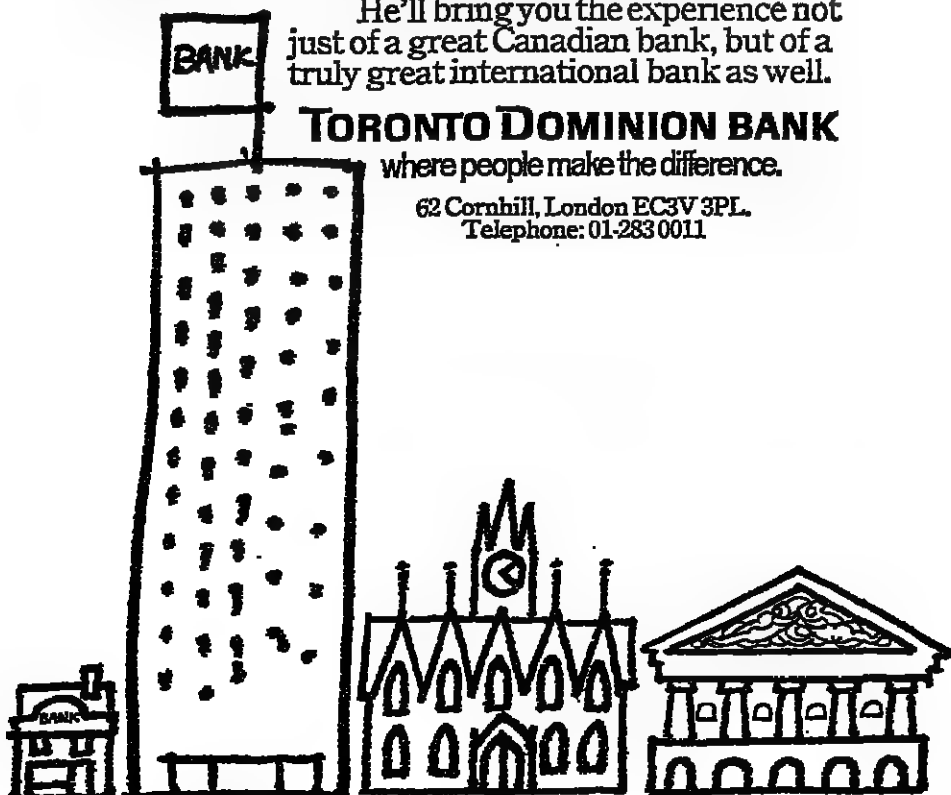 He'll bring you the experience not
just of a great Canadian bank, but of a
truly great international bank as well.
TORONTO DOMINION BANK
where people make the difference.
62 Cornhill, London EC3V 3PL.
Telephone: 01-283 0011
BANK
BANK